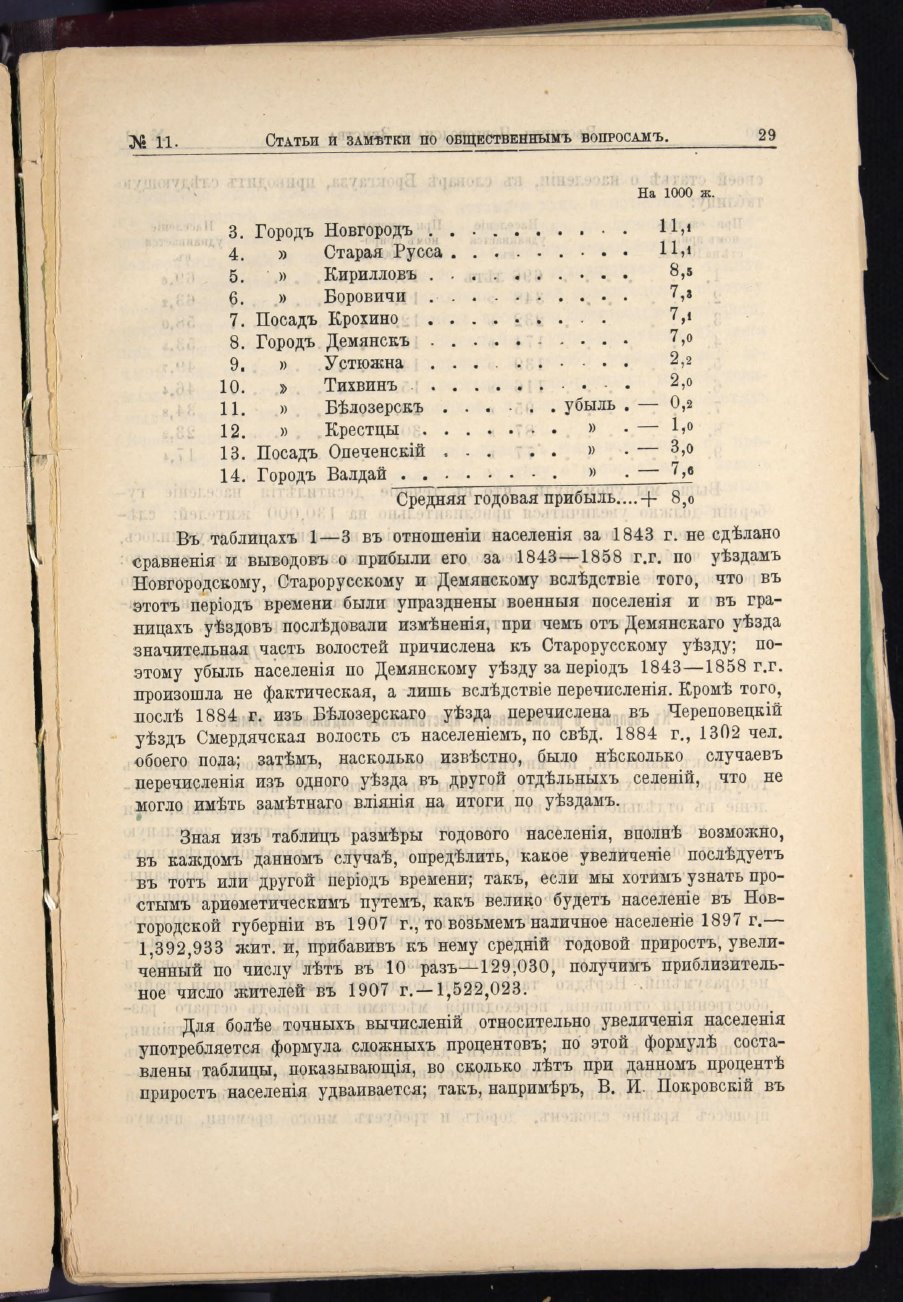 № 11. Статьи и замѣтки по общественнымъ вопросамъ. 29
На 1000 ж.
3. Городъ Новгородъ . . . . . . . . . . 11,1
4. » Старая Русса . . . . . . . . . 11,1
5. » Кирилловъ . . . . . . . . . . 8,5
6. » Боровичи . . . . . . . . . . 7,3
7. Посадъ Крохино . . . . . . . . . 7,1
8. Городъ Демянскъ . . . . . . . . . . 7,0
9. » Устюжна . . . . . . . . . . 2,2
10. » Тихвинъ . . . . . . . . . . 2,0
11. » Бѣлозерскъ . . . . . . убыль . — 0,2
12. » Крестцы . . . . . . . » . — 1,0
13. Посадъ Опеченскій . . . . . » . — 3,0
14. Городъ Валдай . . . . . . . . » . — 7,6
Средняя годовая прибыль....+ 8,0
Въ таблицахъ 1—3 въ отношеніи населенія за 1843 г. не сдѣлано
сравненія и выводовъ о прибыли его за 1843—1858 г.г. по уѣздамъ
Новгородскому, Старорусскому и Демянскому вслѣдствіе того, что въ
этотъ періодъ времени были упразднены военныя поселенія и въ гра-
ницахъ уѣздовъ послѣдовали измѣненія, при чемъ отъ Демянскаго уѣзда
значительная часть волостей причислена къ Старорусскому уѣзду; по-
этому убыль населенія по Демянскому уѣзду за періодъ 1843—1858 г.г.
произошла не фактическая, а лишь вслѣдствіе перечисленія. Кромѣ того,
послѣ 1884 г. изъ Бѣлозерскаго уѣзда перечислена въ Череповецкій
уѣздъ Смердячская волость съ населеніемъ, по свѣд. 1884 г., 1302 чел.
обоего пола; затѣмъ, насколько извѣстно, было нѣсколько случаевъ
перечисленія изъ одного уѣзда въ другой отдѣльныхъ селеній, что не
могло имѣть замѣтнаго вліянія на итоги по уѣздамъ.
Зная изъ таблицъ размѣры годового населенія, вполнѣ возможно,
въ каждомъ данномъ случаѣ, опредѣлить, какое увеличеніе послѣдуетъ
въ тотъ или другой періодъ времени; такъ, если мы хотимъ узнать про-
стымъ ариѳметическимъ путемъ, какъ велико будетъ населеніе въ Нов-
городской губерніи въ 1907 г., то возьмемъ наличное населеніе 1897 г.—
1,392,933 жит. и, прибавивъ къ нему средній годовой приростъ, увели-
ченный по числу лѣтъ въ 10 разъ—129,030, получимъ приблизитель-
ное число жителей въ 1907 г.—1,522,023.
Для болѣе точныхъ вычисленій относительно увеличенія населенія
употребляется формула сложныхъ процентовъ; по этой формулѣ соста-
влены таблицы, показывающія, во сколько лѣтъ при данномъ процентѣ
приростъ населенія удваивается; такъ, напримѣръ, В. И. Покровскій въ